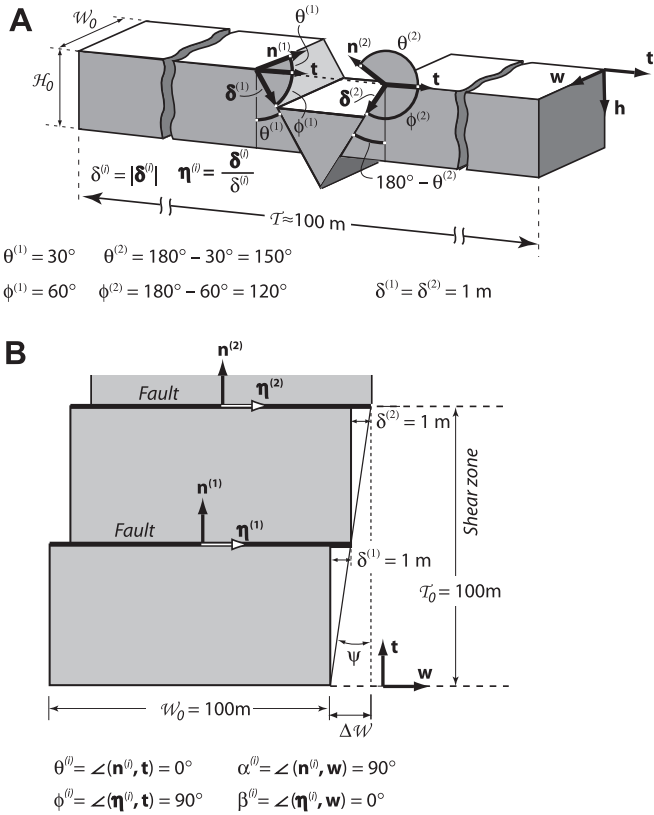 A
𝒲₀
θ⁽¹⁾
n⁽¹⁾
n⁽²⁾
θ⁽²⁾
t
t
t
w
h
ℋ₀
δ⁽¹⁾
δ⁽²⁾
θ⁽¹⁾
ϕ⁽¹⁾
ϕ⁽²⁾
180° − θ⁽²⁾
δ⁽ⁱ⁾ = |δ⁽ⁱ⁾| η⁽ⁱ⁾ = δ⁽ⁱ⁾/δ⁽ⁱ⁾
𝒯≈100 m
θ⁽¹⁾ = 30° θ⁽²⁾ = 180° – 30° = 150°
ϕ⁽¹⁾ = 60° ϕ⁽²⁾ = 180° – 60° = 120° δ⁽¹⁾ = δ⁽²⁾ = 1 m
B
n⁽²⁾
Fault
η⁽²⁾
δ⁽²⁾ = 1 m
n⁽¹⁾
Shear zone
Fault
η⁽¹⁾
δ⁽¹⁾ = 1 m
𝒯₀ = 100m
ψ
t
w
𝒲₀ = 100m
Δ𝒲
θ⁽ⁱ⁾= ∠(n⁽ⁱ⁾, t) = 0° α⁽ⁱ⁾= ∠(n⁽ⁱ⁾, w) = 90°
ϕ⁽ⁱ⁾= ∠(η⁽ⁱ⁾, t) = 90° β⁽ⁱ⁾= ∠(η⁽ⁱ⁾, w) = 0°